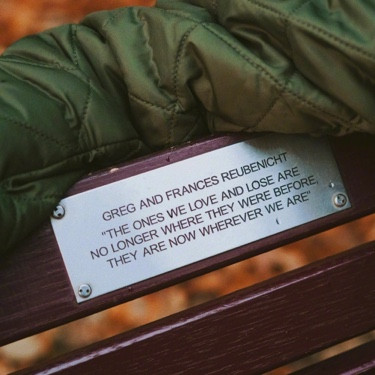 GREG AND FRANCES REUBENICHT
"THE ONES WE LOVE AND LOSE ARE
NO LONGER WHERE THEY WERE BEFORE,
THEY ARE NOW WHEREVER WE ARE"